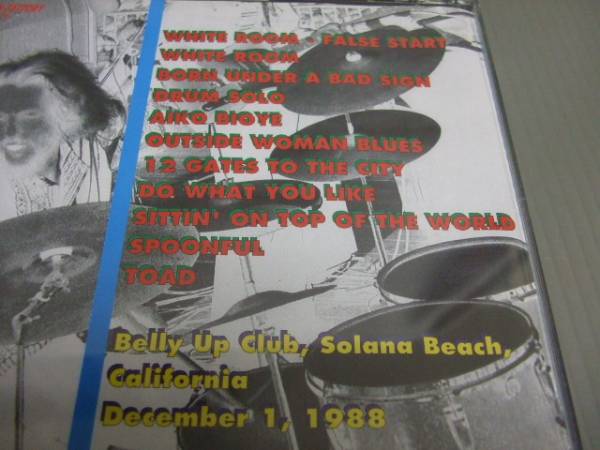 WHITE ROOM - FALSE START
WHITE ROOM
BORN UNDER A BAD SIGN
DRUM SOLO
AIKO BIOYE
OUTSIDE WOMAN BLUES
12 GATES TO THE CITY
DO WHAT YOU LIKE
SITTIN' ON TOP OF THE WORLD
SPOONFUL
TOAD
Belly Up Club, Solana Beach,
California
December 1, 1988